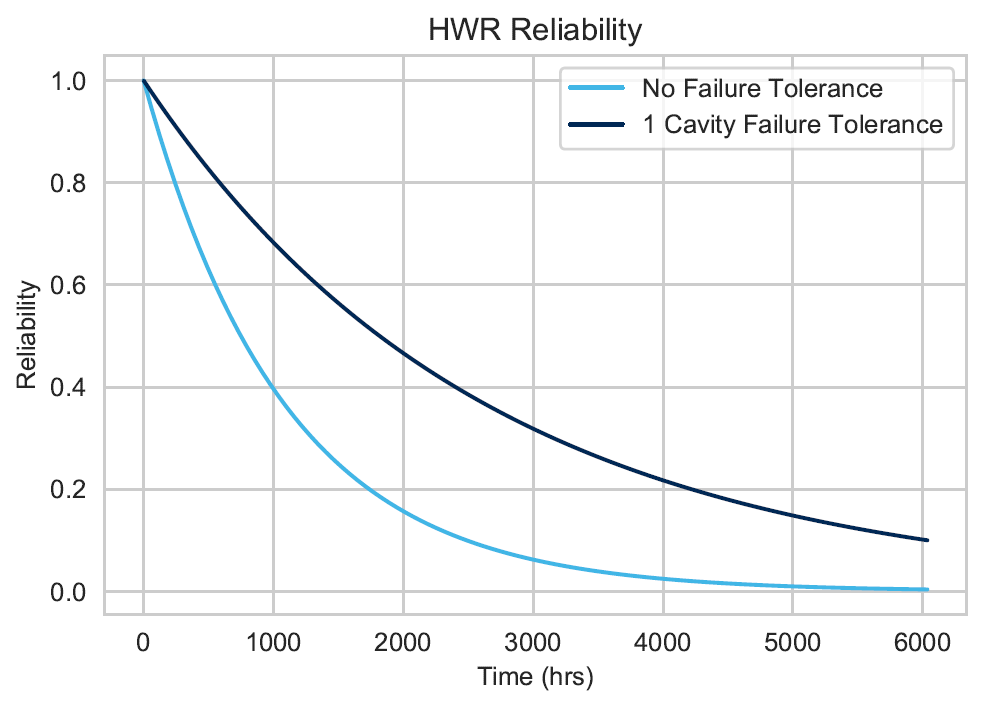 HWR Reliability
No Failure Tolerance
1 Cavity Failure Tolerance
1.0
0.8
0.6
0.4
0.2
0.0
Reliability
0 1000 2000 3000 4000 5000 6000
Time (hrs)